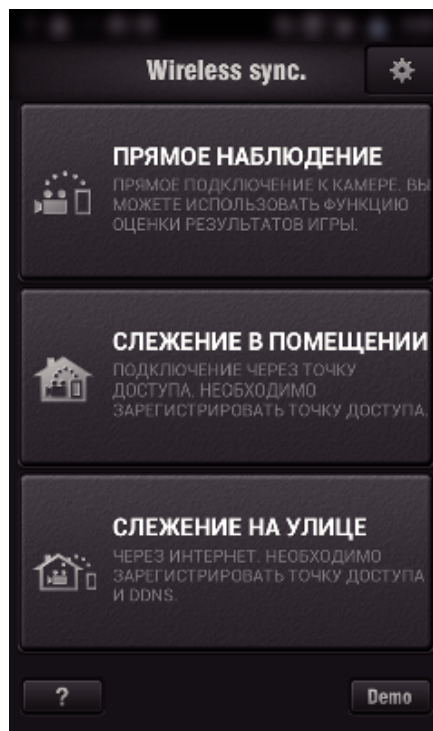 Wireless sync.
ПРЯМОЕ НАБЛЮДЕНИЕ
ПРЯМОЕ ПОДКЛЮЧЕНИЕ К КАМЕРЕ. ВЫ
МОЖЕТЕ ИСПОЛЬЗОВАТЬ ФУНКЦИЮ
ОЦЕНКИ РЕЗУЛЬТАТОВ ИГРЫ.
СЛЕЖЕНИЕ В ПОМЕЩЕНИИ
ПОДКЛЮЧЕНИЕ ЧЕРЕЗ ТОЧКУ
ДОСТУПА. НЕОБХОДИМО
ЗАРЕГИСТРИРОВАТЬ ТОЧКУ ДОСТУПА.
СЛЕЖЕНИЕ НА УЛИЦЕ
ЧЕРЕЗ ИНТЕРНЕТ. НЕОБХОДИМО
ЗАРЕГИСТРИРОВАТЬ ТОЧКУ ДОСТУПА
И DDNS.
? Demo